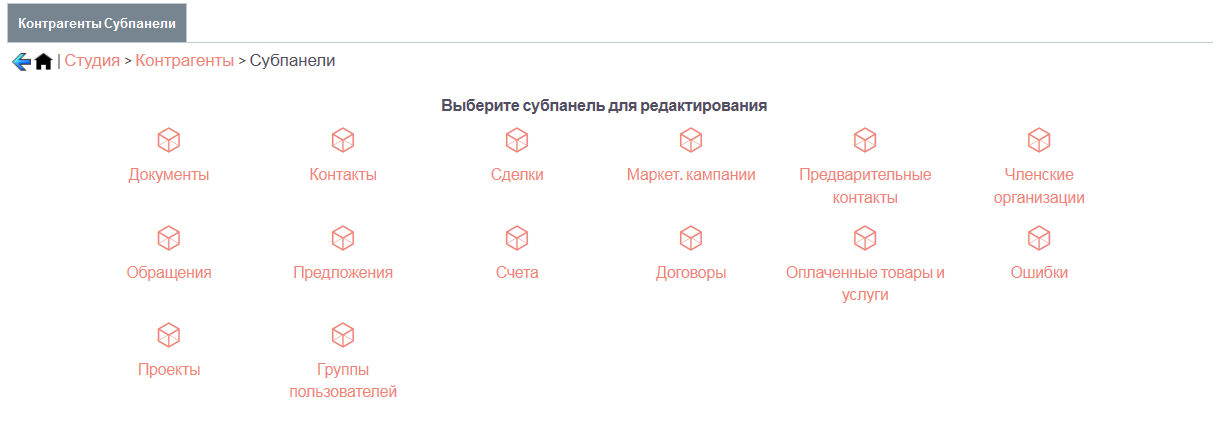 Контрагенты Субпанели
| Студия > Контрагенты > Субпанели
Выберите субпанель для редактирования
Документы Контакты Сделки Маркет. кампании Предварительные контакты Членские организации
Обращения Предложения Счета Договоры Оплаченные товары и услуги Ошибки
Проекты Группы пользователей